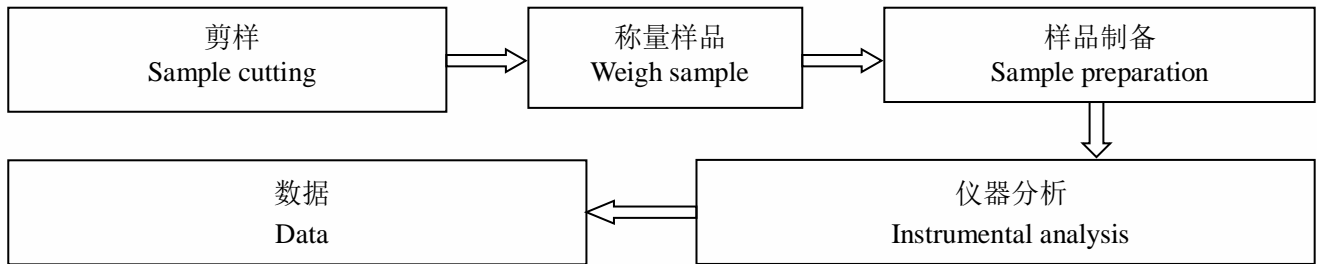 剪样
Sample cutting
称量样品
Weigh sample
样品制备
Sample preparation
仪器分析
Instrumental analysis
数据
Data